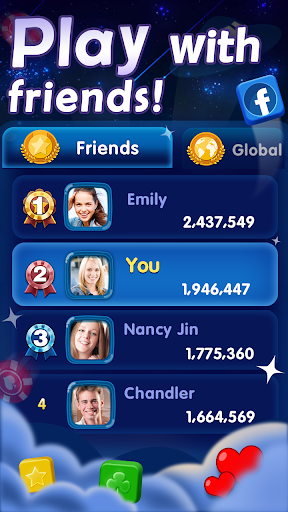 Play with
friends!
Friends
Global
1
Emily
2,437,549
2
You
1,946,447
3
Nancy Jin
1,775,360
4
Chandler
1,664,569